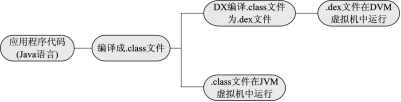 DX编译.class文件
为.dex文件
.dex文件在DVM
虚拟机中运行
应用程序代码
(Java语言)
编译成.class文件
.class文件在JVM
虚拟机中运行